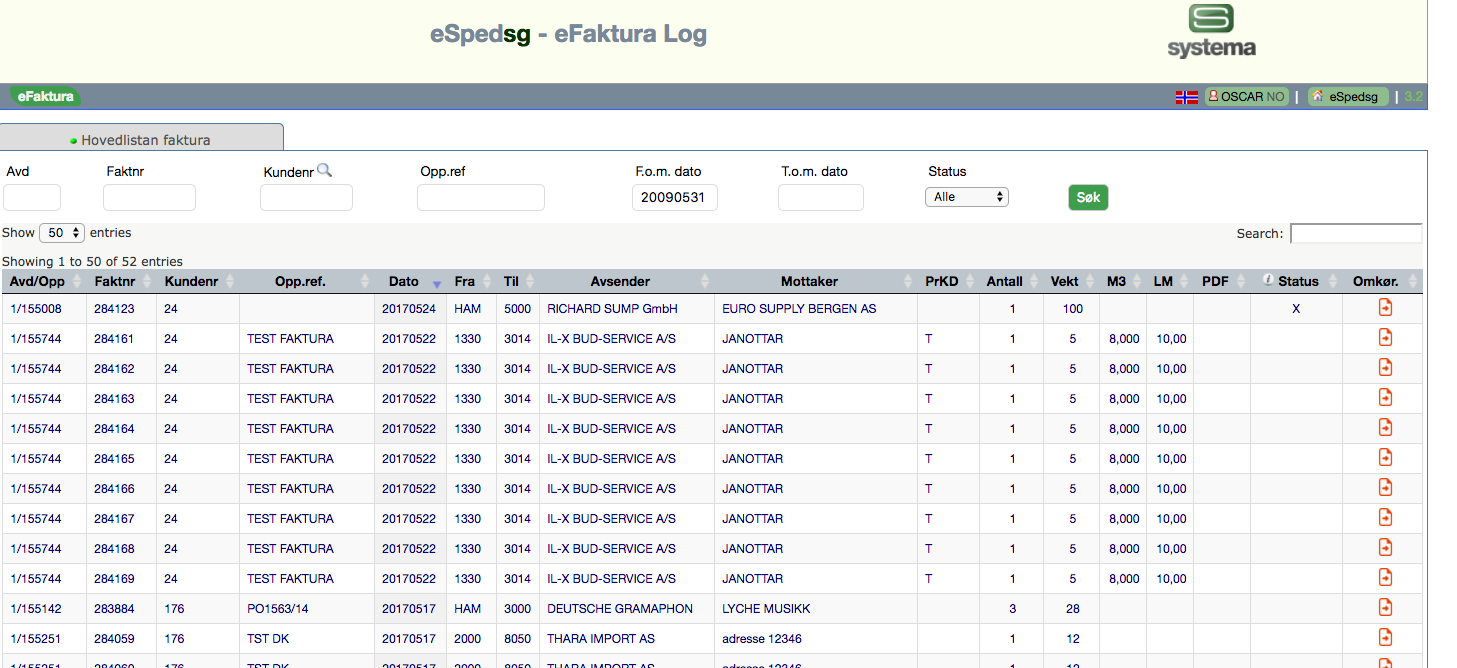 eSpedsg - eFaktura Log
systema
eFaktura
OSCAR NO | eSpedsg | 3.2
Hovedlistan faktura
Avd Faktnr Kundenr Opp.ref F.o.m. dato T.o.m. dato Status
20090531 Alle Søk
Show 50 entries Search:
Showing 1 to 50 of 52 entries
Avd/Opp Faktnr Kundenr Opp.ref. Dato Fra Til Avsender Mottaker PrKD Antall Vekt M3 LM PDF Status Omkør.
1/155008 284123 24 20170524 HAM 5000 RICHARD SUMP GmbH EURO SUPPLY BERGEN AS 1 100 X
1/155744 284161 24 TEST FAKTURA 20170522 1330 3014 IL-X BUD-SERVICE A/S JANOTTAR T 1 5 8,000 10,00
1/155744 284162 24 TEST FAKTURA 20170522 1330 3014 IL-X BUD-SERVICE A/S JANOTTAR T 1 5 8,000 10,00
1/155744 284163 24 TEST FAKTURA 20170522 1330 3014 IL-X BUD-SERVICE A/S JANOTTAR T 1 5 8,000 10,00
1/155744 284164 24 TEST FAKTURA 20170522 1330 3014 IL-X BUD-SERVICE A/S JANOTTAR T 1 5 8,000 10,00
1/155744 284165 24 TEST FAKTURA 20170522 1330 3014 IL-X BUD-SERVICE A/S JANOTTAR T 1 5 8,000 10,00
1/155744 284166 24 TEST FAKTURA 20170522 1330 3014 IL-X BUD-SERVICE A/S JANOTTAR T 1 5 8,000 10,00
1/155744 284167 24 TEST FAKTURA 20170522 1330 3014 IL-X BUD-SERVICE A/S JANOTTAR T 1 5 8,000 10,00
1/155744 284168 24 TEST FAKTURA 20170522 1330 3014 IL-X BUD-SERVICE A/S JANOTTAR T 1 5 8,000 10,00
1/155744 284169 24 TEST FAKTURA 20170522 1330 3014 IL-X BUD-SERVICE A/S JANOTTAR T 1 5 8,000 10,00
1/155142 283884 176 PO1563/14 20170517 HAM 3000 DEUTSCHE GRAMAPHON LYCHE MUSIKK 3 28
1/155251 284059 176 TST DK 20170517 2000 8050 THARA IMPORT AS adresse 12346 1 12
1/155251 284060 176 TST DK 20170517 2000 8050 THARA IMPORT AS adresse 12346 1 12